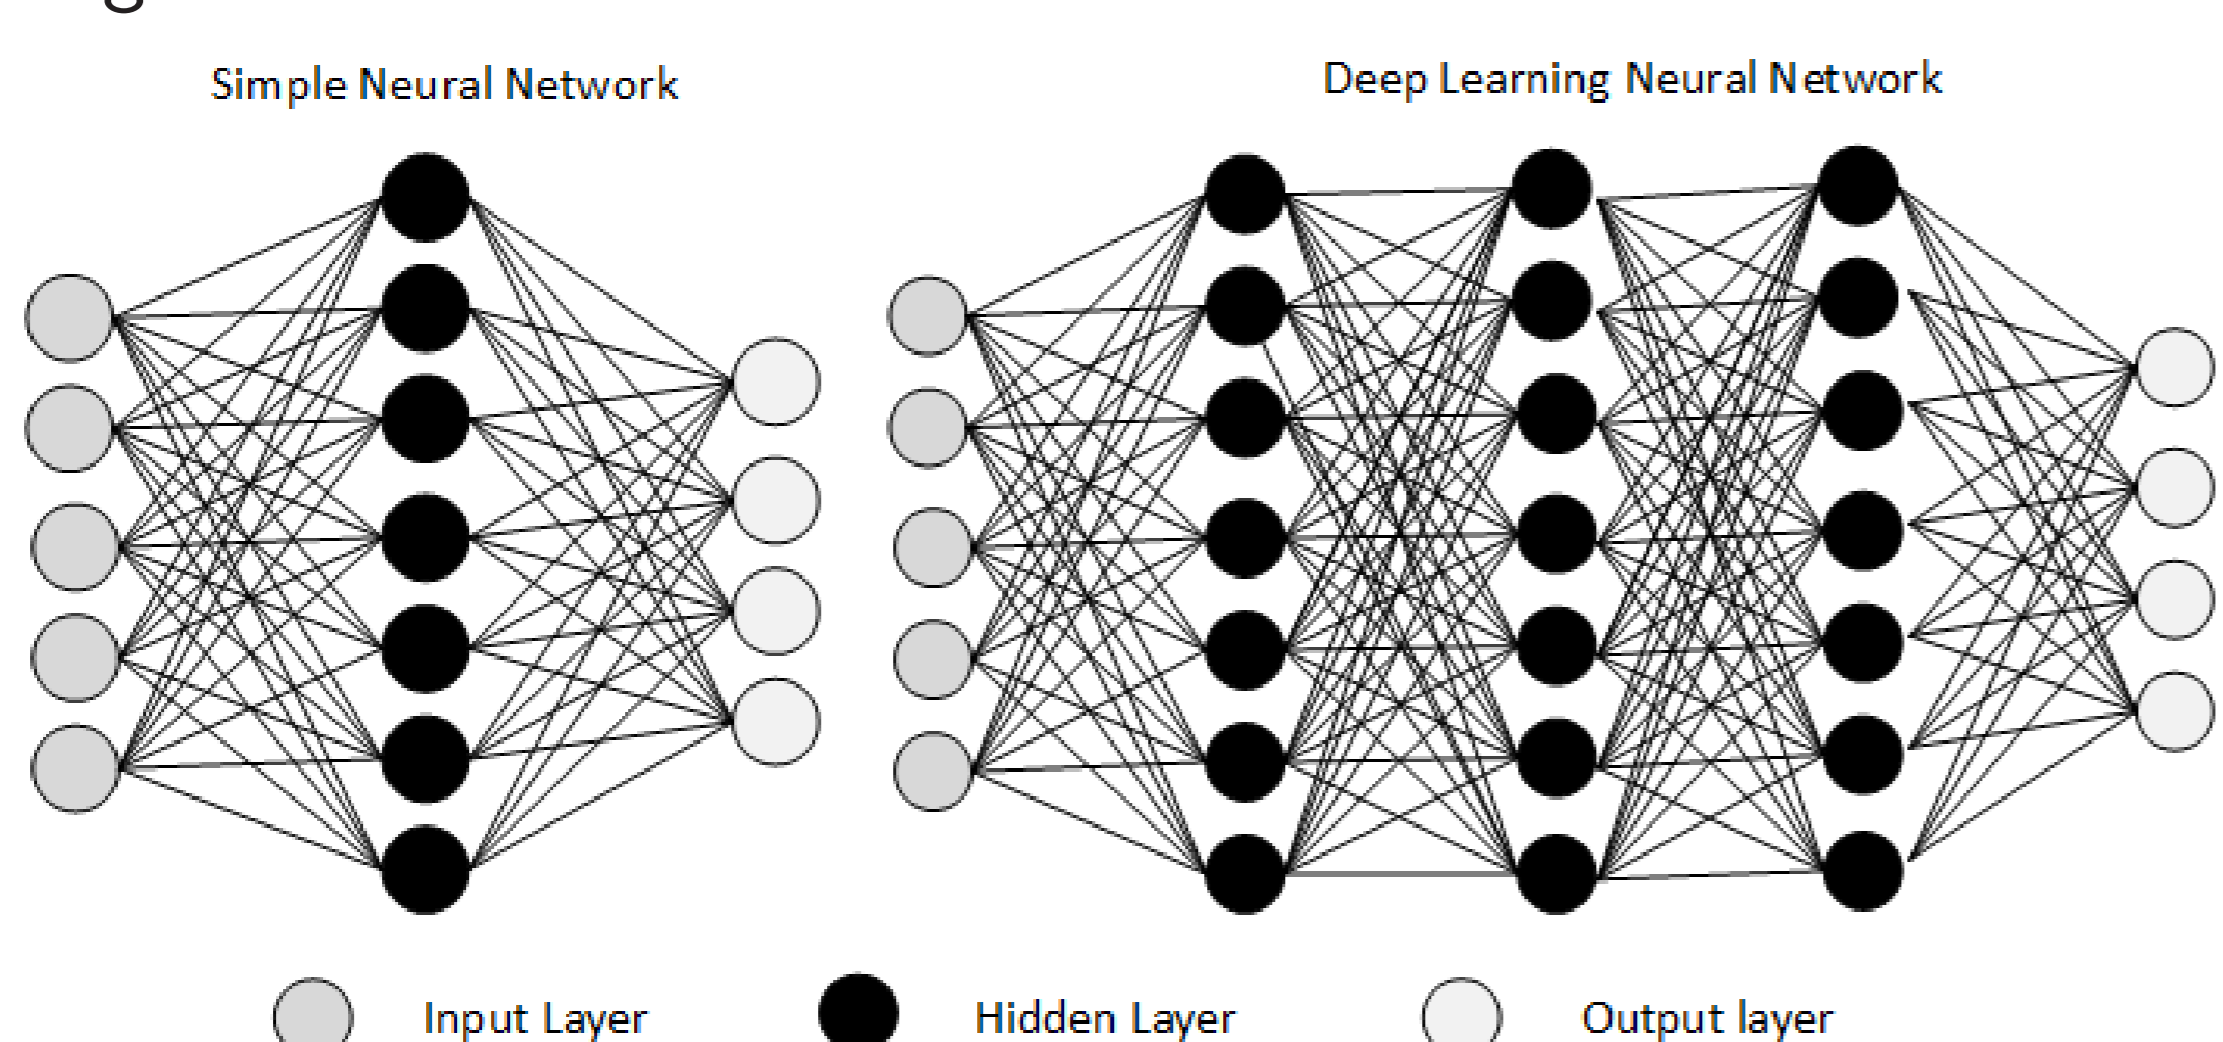 Simple Neural Network
Deep Learning Neural Network
Input Layer
Hidden Layer
Output layer